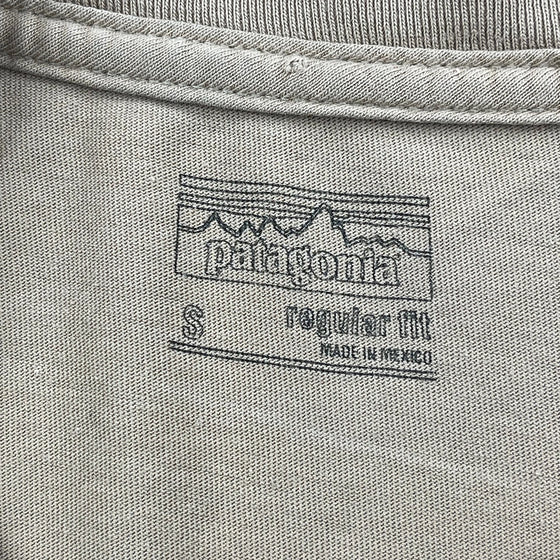 patagonia
S regular fit
MADE IN MEXICO